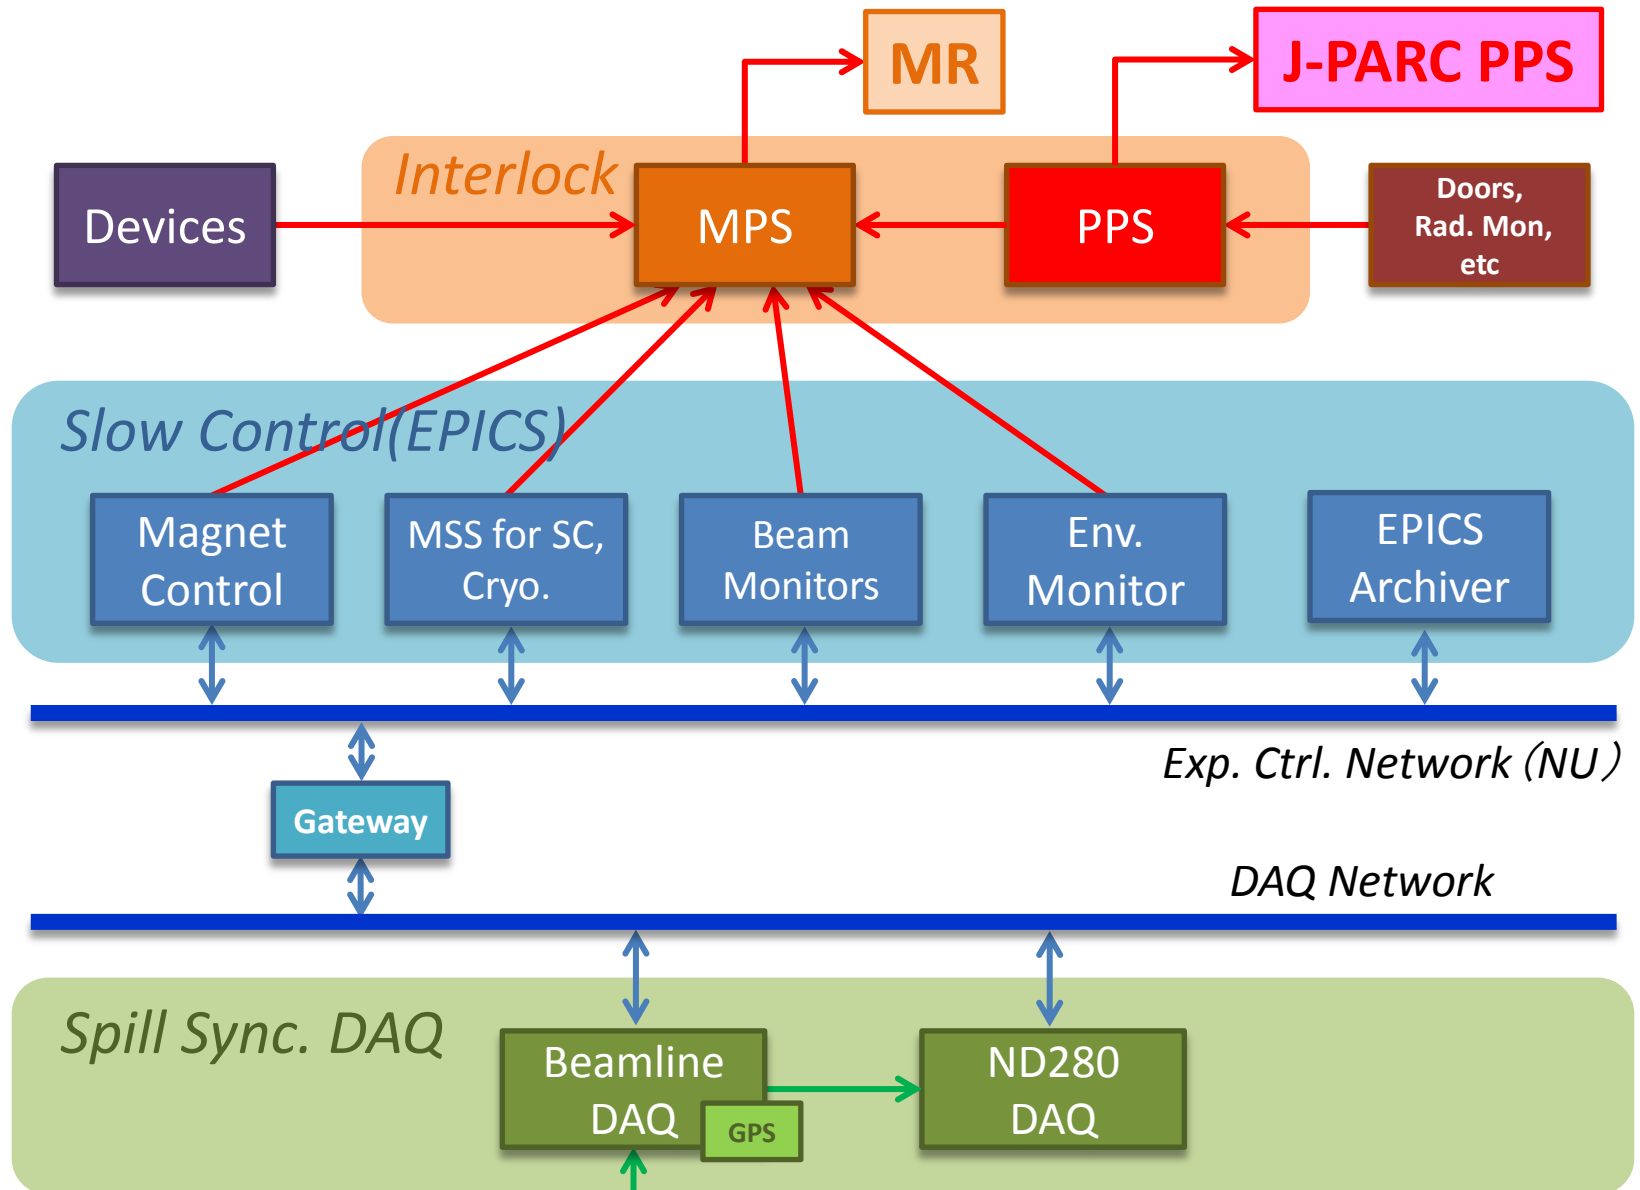 MR
J-PARC PPS
Interlock
Devices
MPS
PPS
Doors,
Rad. Mon,
etc
Slow Control(EPICS)
Magnet
Control
MSS for SC,
Cryo.
Beam
Monitors
Env.
Monitor
EPICS
Archiver
Exp. Ctrl. Network（NU）
Gateway
DAQ Network
Spill Sync. DAQ
Beamline
DAQ
GPS
ND280
DAQ